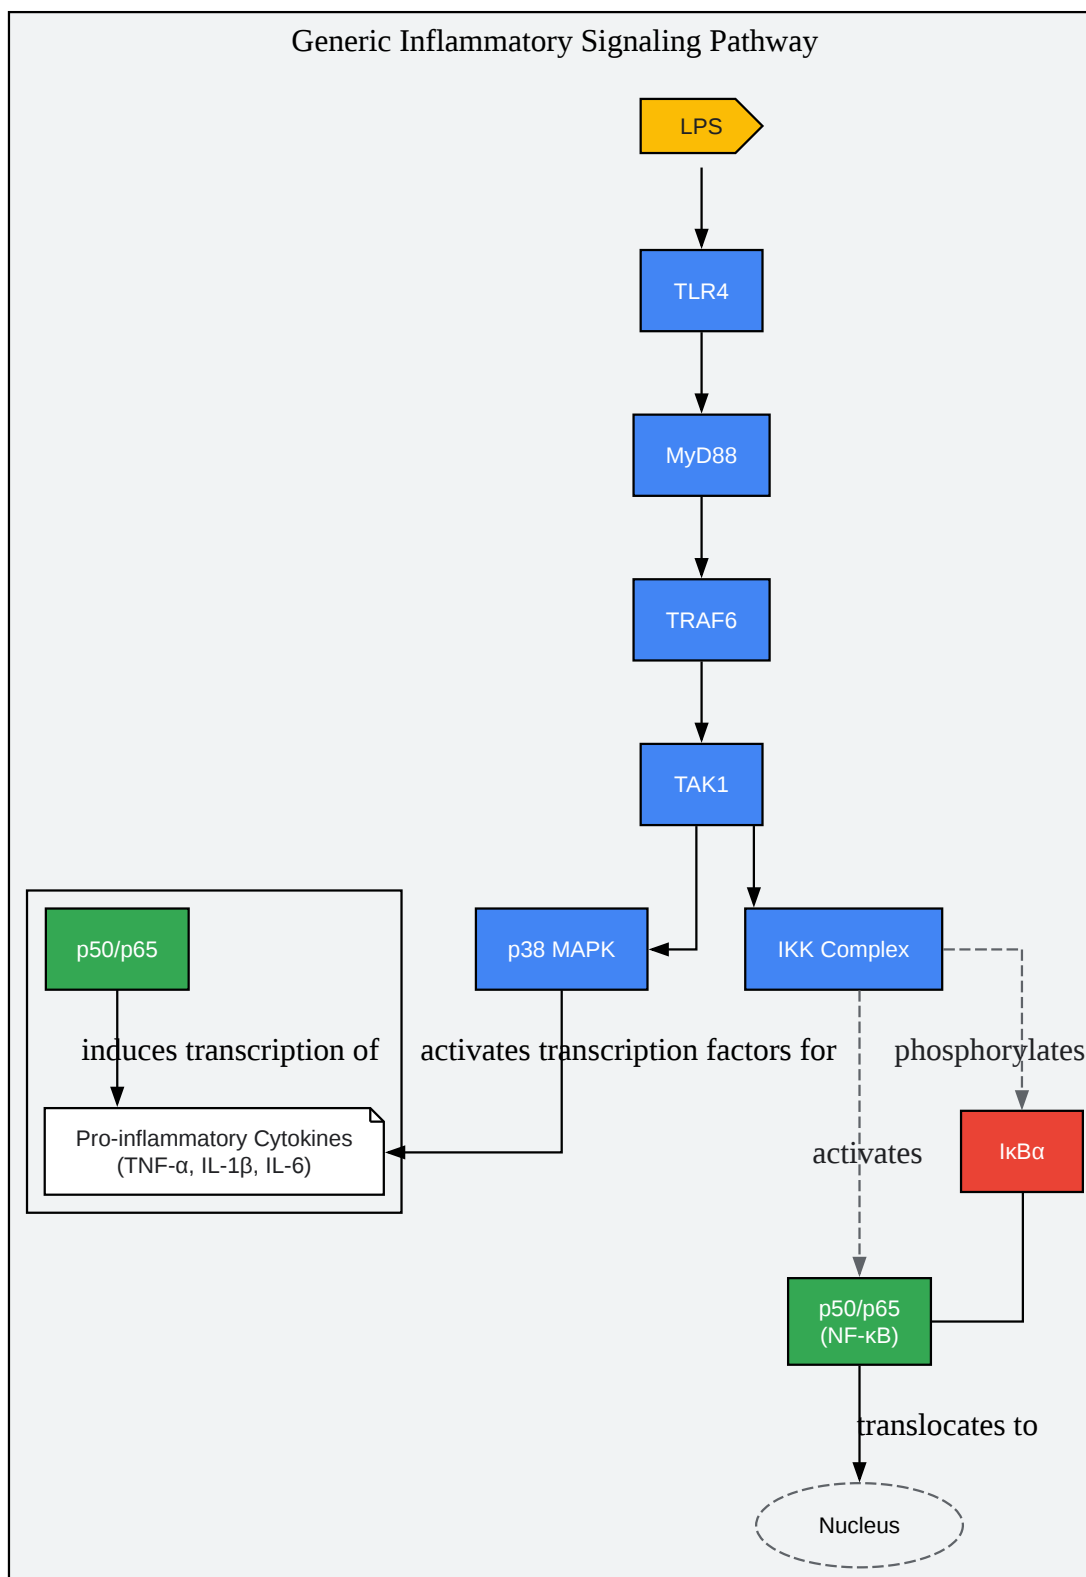 Generic Inflammatory Signaling Pathway
LPS
TLR4
MyD88
TRAF6
TAK1
p50/p65
p38 MAPK
IKK Complex
induces transcription of
activates transcription factors for
phosphorylates
Pro-inflammatory Cytokines
(TNF-α, IL-1β, IL-6)
activates
IκBα
p50/p65
(NF-κB)
translocates to
Nucleus